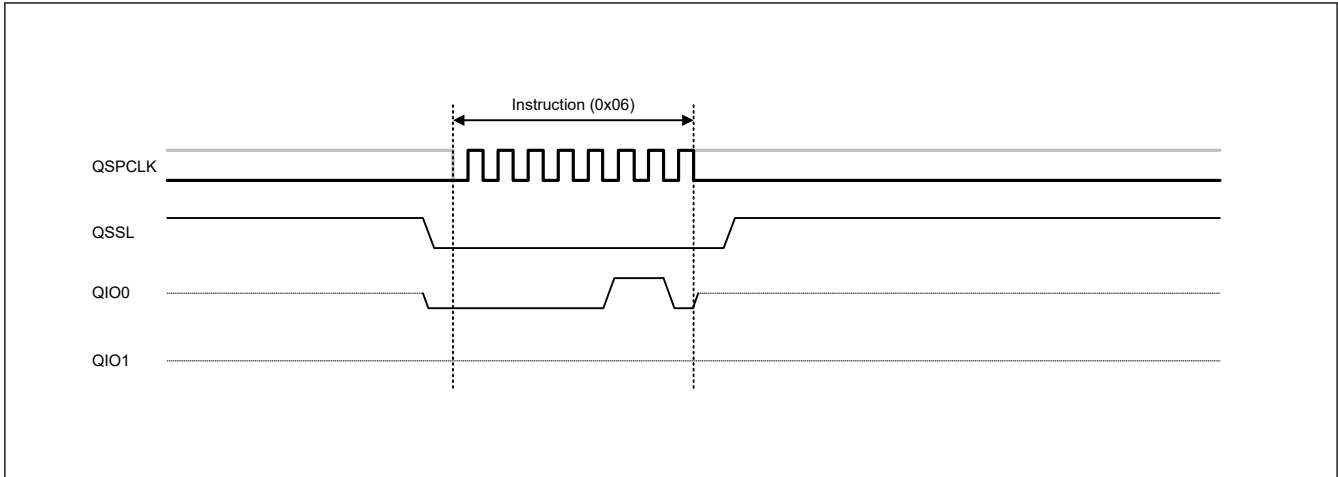 Instruction (0x06)
QSPCLK
QSSL
QIO0
QIO1